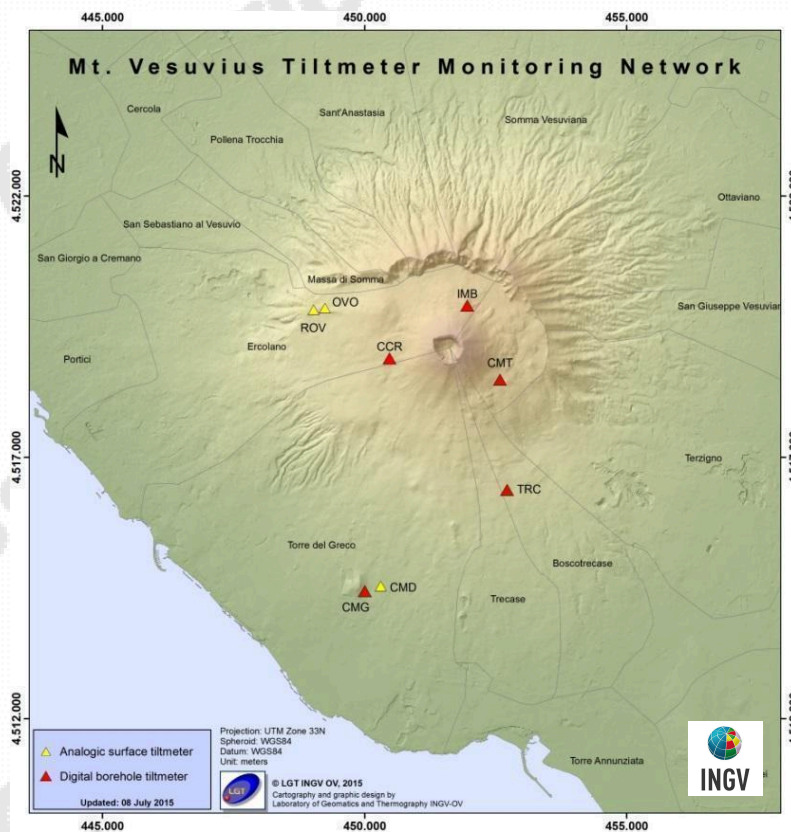 445.000 450.000 455.000
Mt. Vesuvius Tiltmeter Monitoring Network
Cercola
Sant'Anastasia
Somma Vesuviana
Pollena Trocchia
N
4.522.000
Ottaviano
San Sebastiano al Vesuvio
San Giorgio a Cremano
Massa di Somma
IMB
OVO
San Giuseppe Vesuvian
ROV
Ercolano
CCR
Portici
CMT
4.517.000
Terzigno
TRC
Torre del Greco
Boscotrecase
CMD
CMG
Trecase
4.512.000
Analogic surface tiltmeter
Digital borehole tiltmeter
Updated: 08 July 2015
Projection: UTM Zone 33N
Spheroid: WGS84
Datum: WGS84
Unit: meters
LGT
© LGT INGV OV, 2015
Cartography and graphic design by
Laboratory of Geomatics and Thermography INGV-OV
Torre Annunziata
INGV
445.000 450.000 455.000